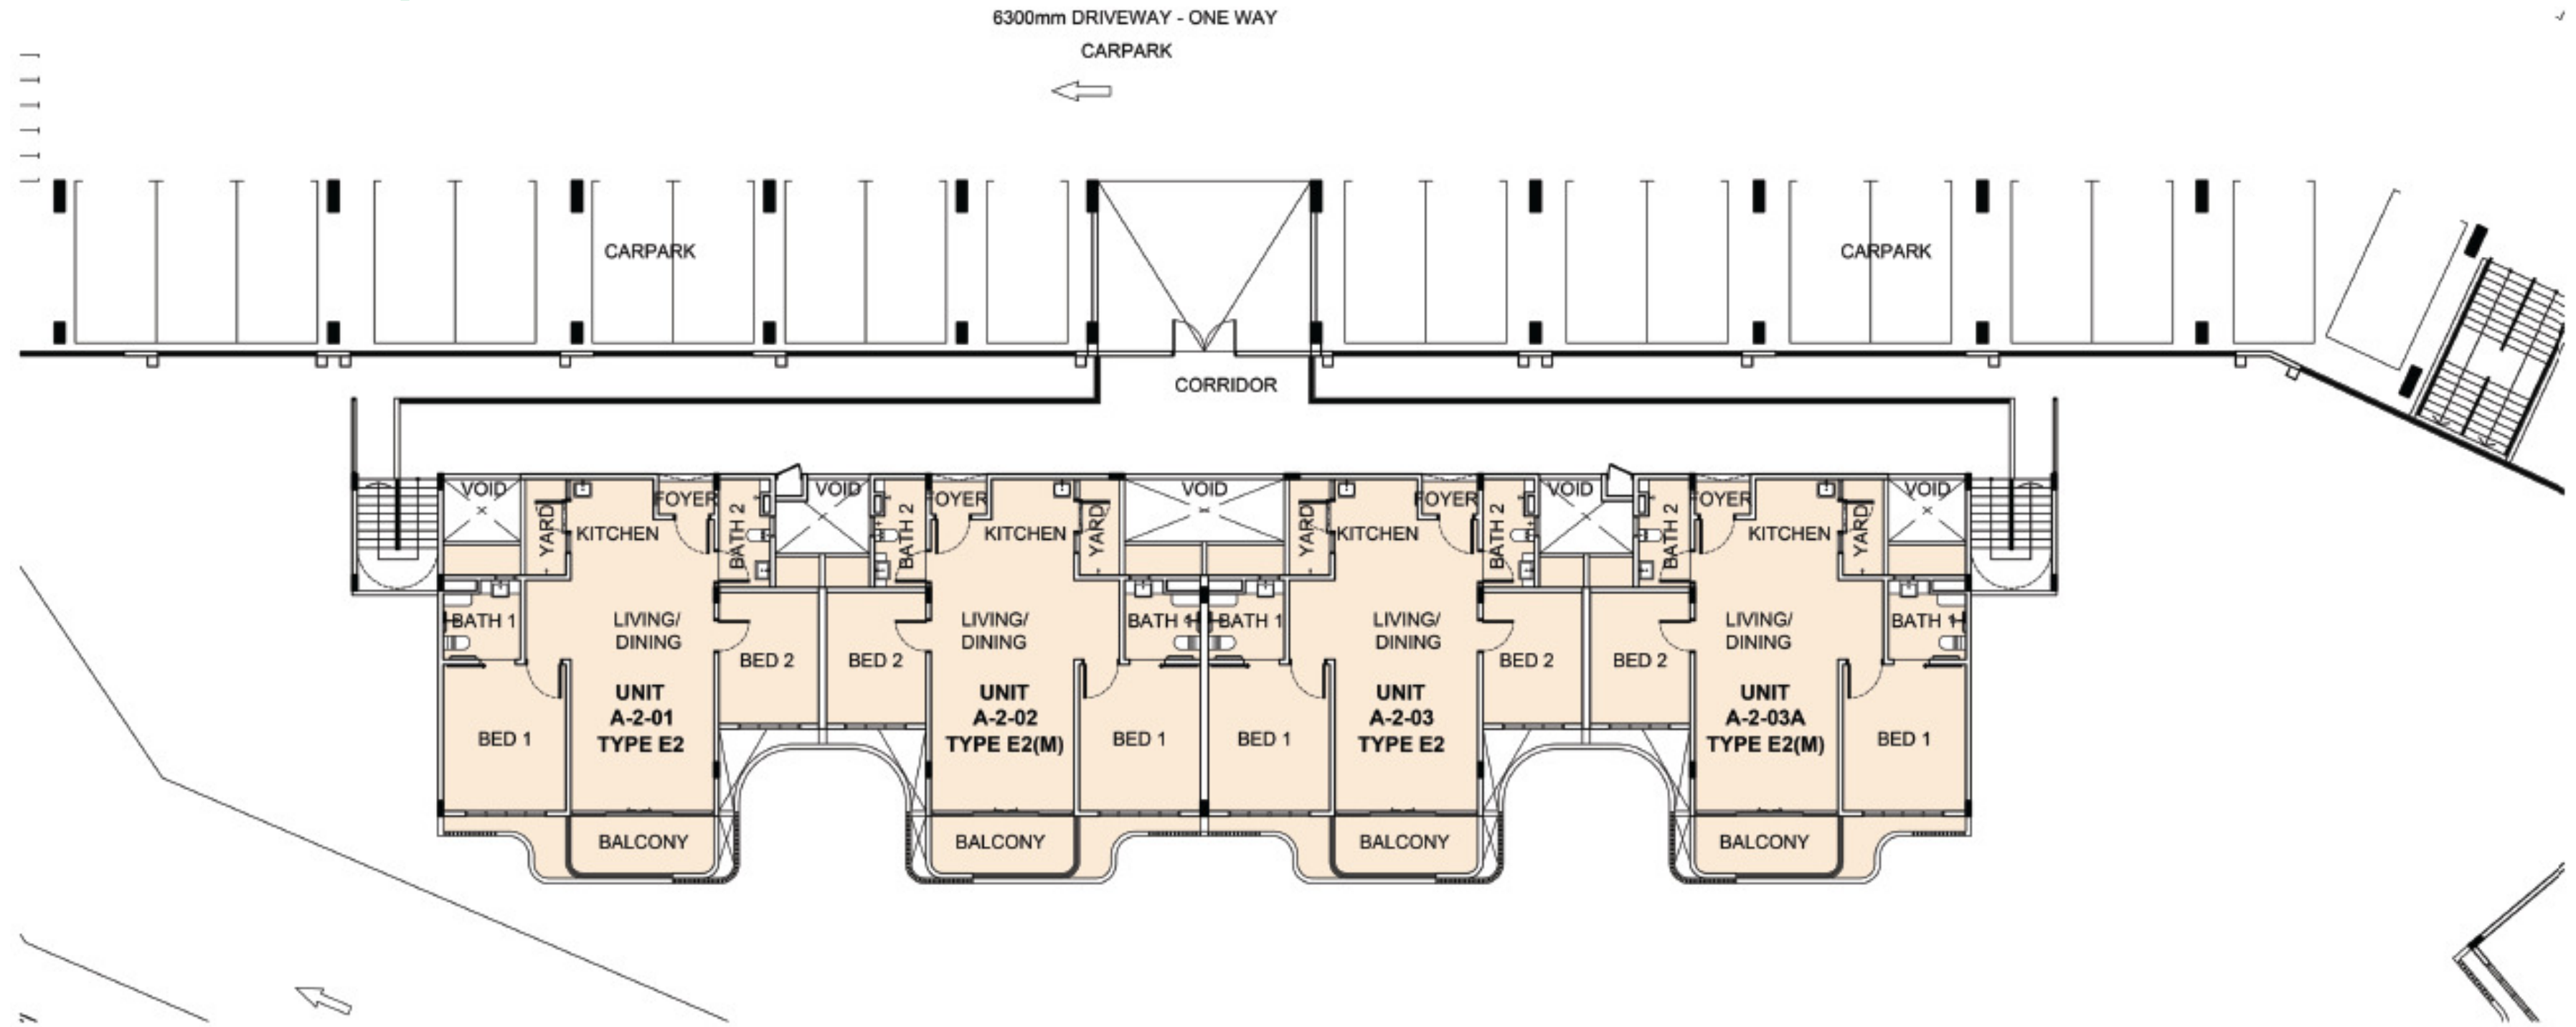 6300mm DRIVEWAY - ONE WAY
CARPARK
CARPARK
CARPARK
CORRIDOR
VOID
YARD
KITCHEN
FOYER
BATH 2
VOID
BATH 2
FOYER
KITCHEN
YARD
VOID
YARD
KITCHEN
FOYER
BATH 2
VOID
BATH 2
FOYER
KITCHEN
YARD
VOID
BATH 1
LIVING/
DINING
BED 2
BED 2
LIVING/
DINING
BATH 1
BATH 1
LIVING/
DINING
BED 2
BED 2
LIVING/
DINING
BATH 1
BED 1
UNIT
A-2-01
TYPE E2
UNIT
A-2-02
TYPE E2(M)
BED 1
BED 1
UNIT
A-2-03
TYPE E2
UNIT
A-2-03A
TYPE E2(M)
BED 1
BALCONY
BALCONY
BALCONY
BALCONY